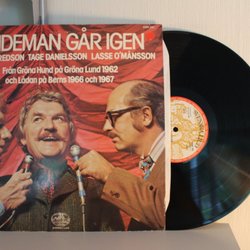 IDEMAN GÅR IGEN
REDSON TAGE DANIELSSON LASSE O'MÅNSSON
Från Gröna Hund på Gröna Lund 1962
och Lådan på Berns 1966 och 1967